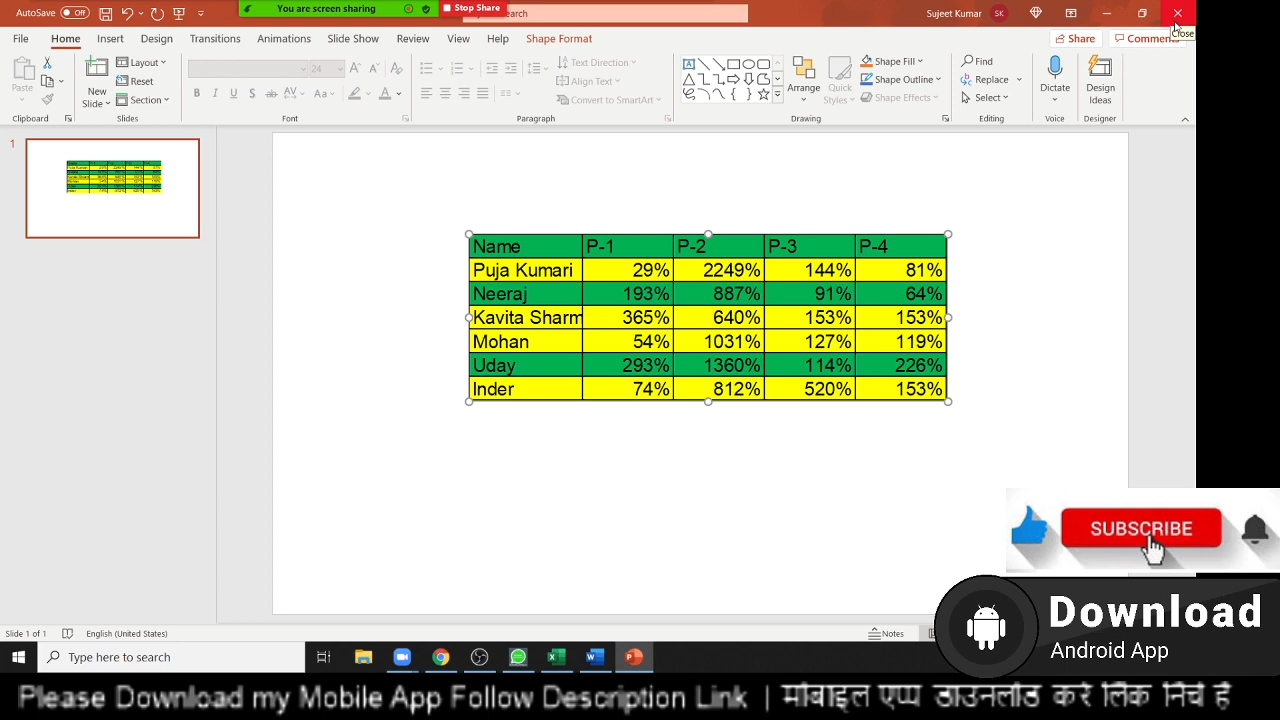 AutoSave Off
You are screen sharing
Stop Share
Search
Sujeet Kumar SK
Close
File Home Insert Design Transitions Animations Slide Show Review View Help Shape Format
Share
Comments
Paste
New Slide
Layout
Reset
Section
24
Text Direction
Align Text
Convert to SmartArt
Arrange
Quick Styles
Shape Fill
Shape Outline
Shape Effects
Find
Replace
Select
Dictate
Design Ideas
Clipboard Slides Font Paragraph Drawing Editing Voice Designer
1
Name P-1 P-2 P-3 P-4
Puja Kumari 29% 2249% 144% 81%
Neeraj 193% 887% 91% 64%
Kavita Sharm 365% 640% 153% 153%
Mohan 54% 1031% 127% 119%
Uday 293% 1360% 114% 226%
Inder 74% 812% 520% 153%
SUBSCRIBE
Download
Android App
Slide 1 of 1 English (United States) Notes
Type here to search
Please Download my Mobile App Follow Description Link | मोबाइल एप्प डाउनलोड करे लिंक निचे है